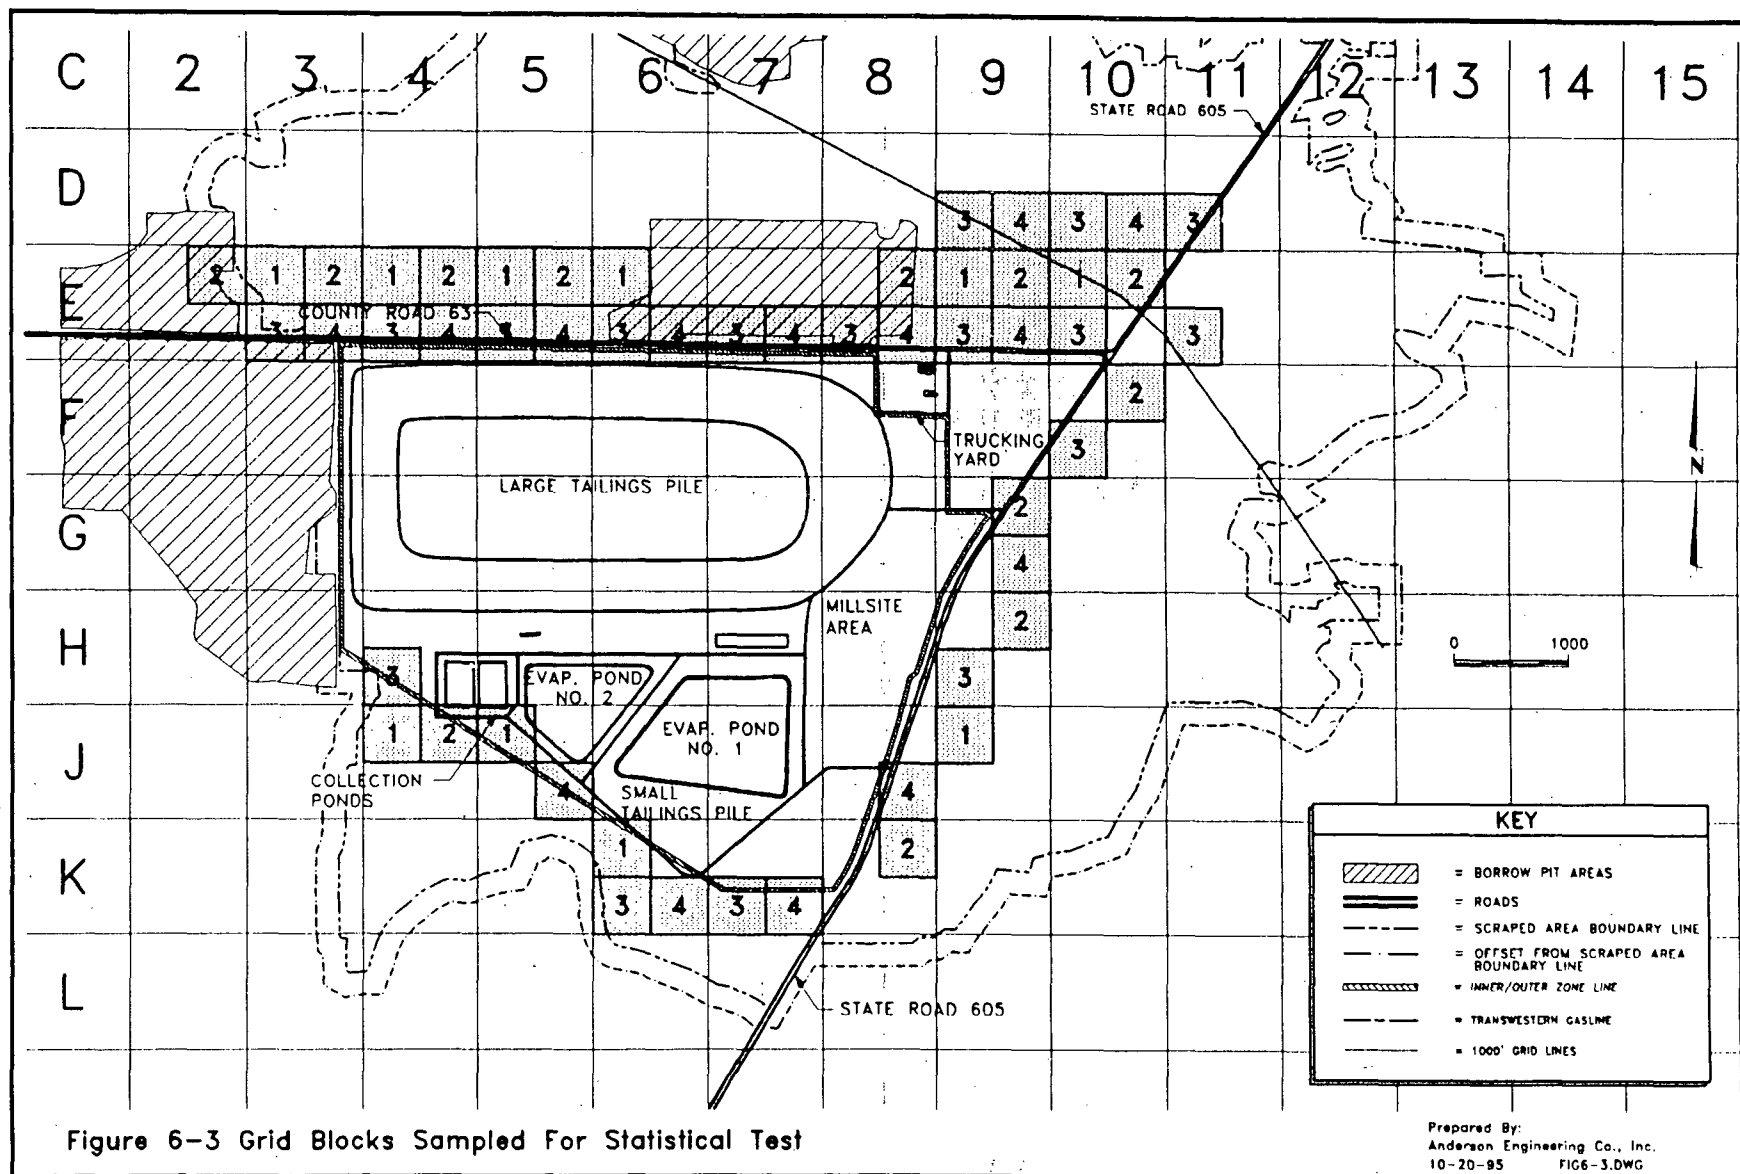 C 2 3 4 5 6 7 8 9 10 11 12 13 14 15
STATE ROAD 605
D
3 4 3 4 3
2 1 2 1 2 1 2 1 2 1 2 1 2
E
COUNTY ROAD 63
3 4 3 4 3 4 3 4 3 4 3 4 3 4 3 3
F
2
TRUCKING
YARD
3
LARGE TAILINGS PILE
N
2
G
4
MILLSITE
AREA
2
H
0 1000
3 3
EVAP. POND
NO. 2
1 2 1 1
EVAP. POND
NO. 1
J
COLLECTION
PONDS
4 4
SMALL
TAILINGS PILE
1 2
K
3 4 3 4
L
STATE ROAD 605
KEY
= BORROW PIT AREAS
= ROADS
= SCRAPED AREA BOUNDARY LINE
= OFFSET FROM SCRAPED AREA
BOUNDARY LINE
= INNER/OUTER ZONE LINE
= TRANSWESTERN GASLINE
= 1000' GRID LINES
Figure 6-3 Grid Blocks Sampled For Statistical Test
Prepared By:
Anderson Engineering Co., Inc.
10-20-95 FIG6-3.DWG